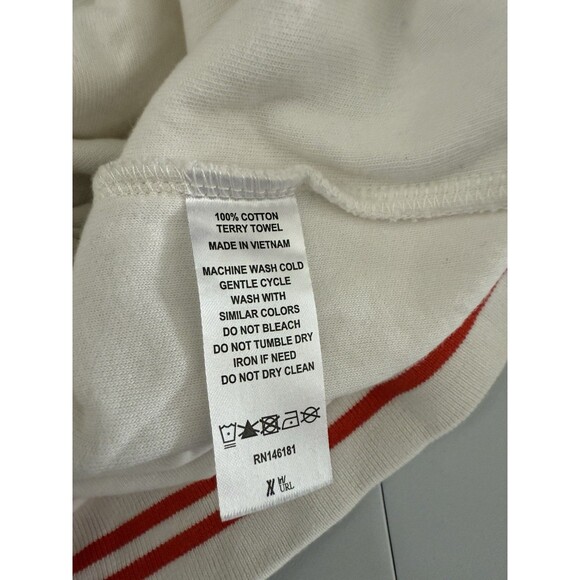 100% COTTON
TERRY TOWEL
MADE IN VIETNAM
MACHINE WASH COLD
GENTLE CYCLE
WASH WITH
SIMILAR COLORS
DO NOT BLEACH
DO NOT TUMBLE DRY
IRON IF NEED
DO NOT DRY CLEAN
RN146181
URL